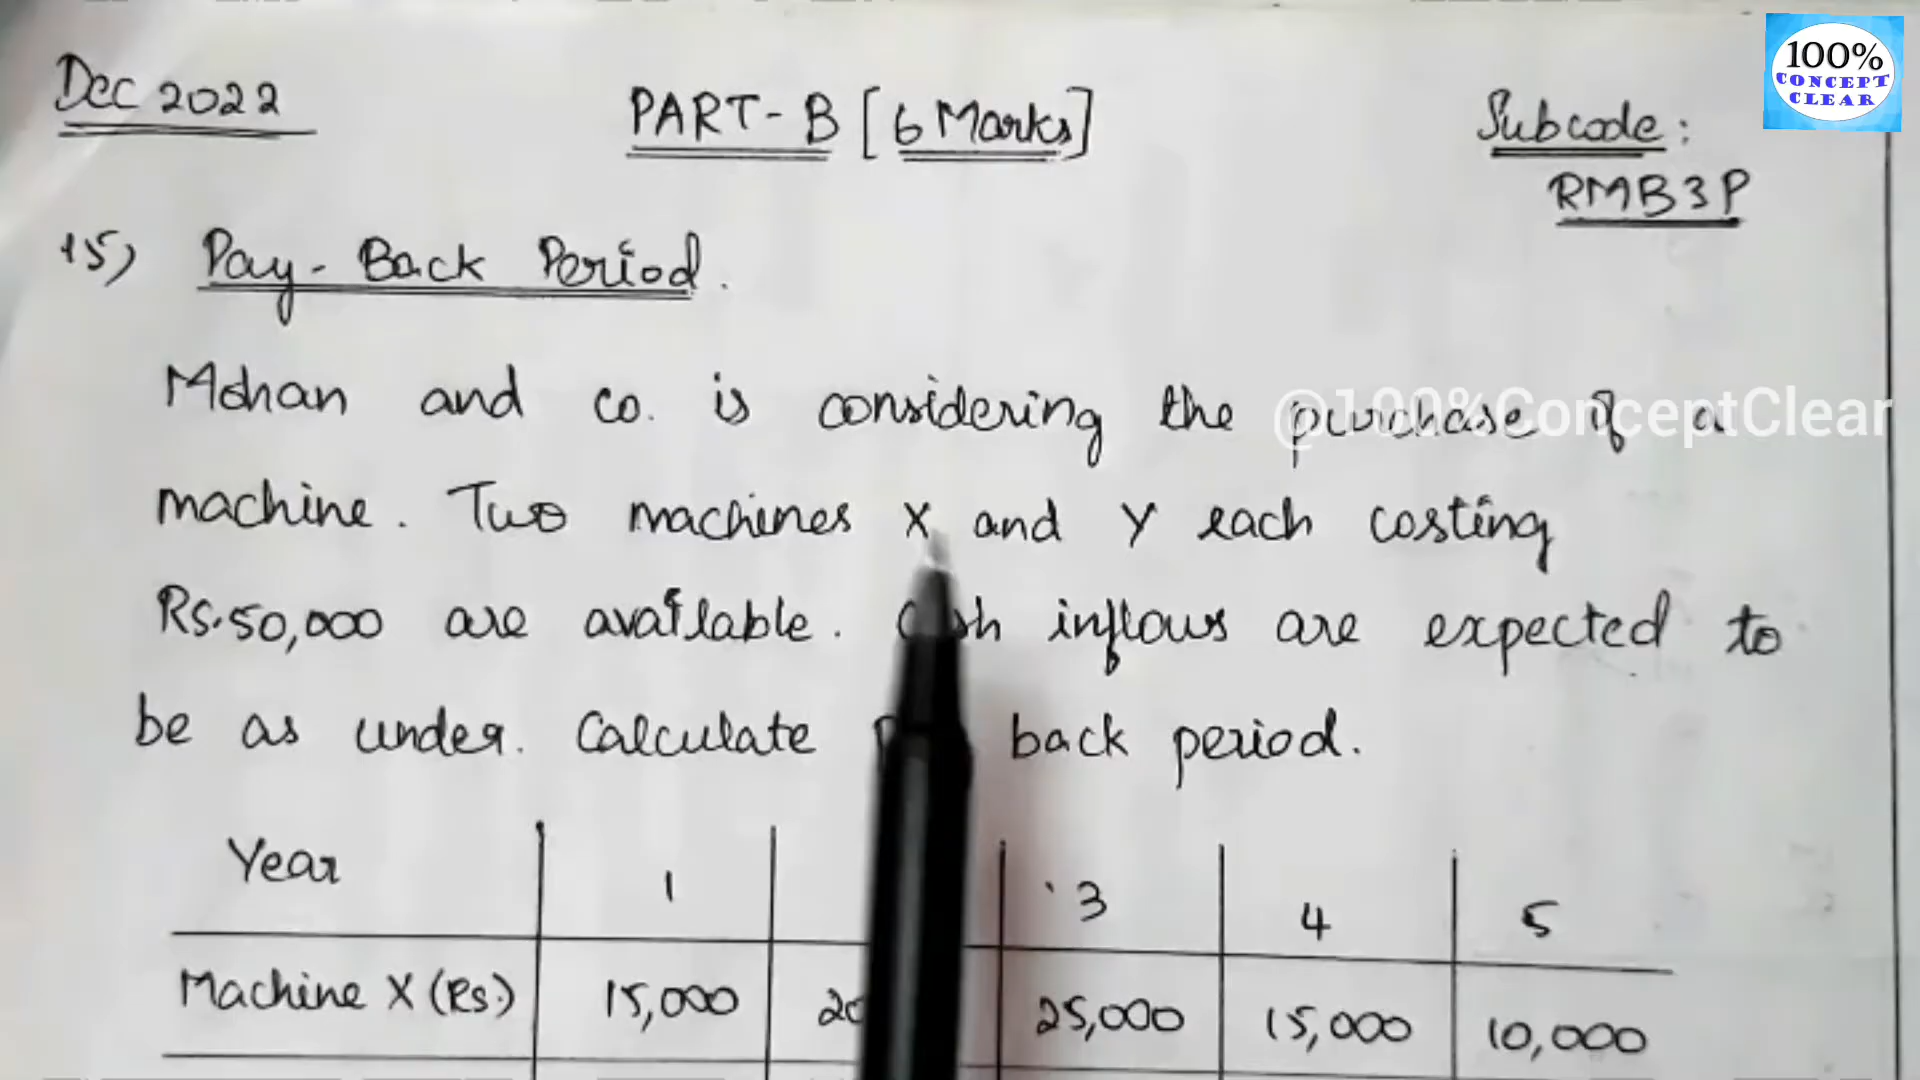 Dec 2022 PART-B [6 Marks] Subcode:
RMB3P
100%
CONCEPT
CLEAR
15) Pay-Back Period.
Mohan and co. is considering the purchase of a
@100%ConceptClear
machine. Two machines X and Y each costing
Rs.50,000 are available. inflows are expected to
be as under. Calculate back period.
Year 1 3 4 5
Machine X (Rs.) 15,000 25,000 15,000 10,000